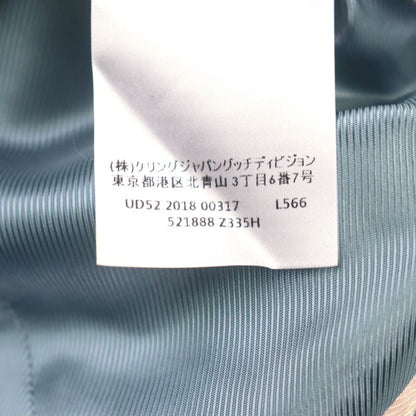 (株)ケリングジャパングッチディビジョン
東京都港区北青山3丁目6番7号
UD52 2018 00317 L566
521888 Z335H